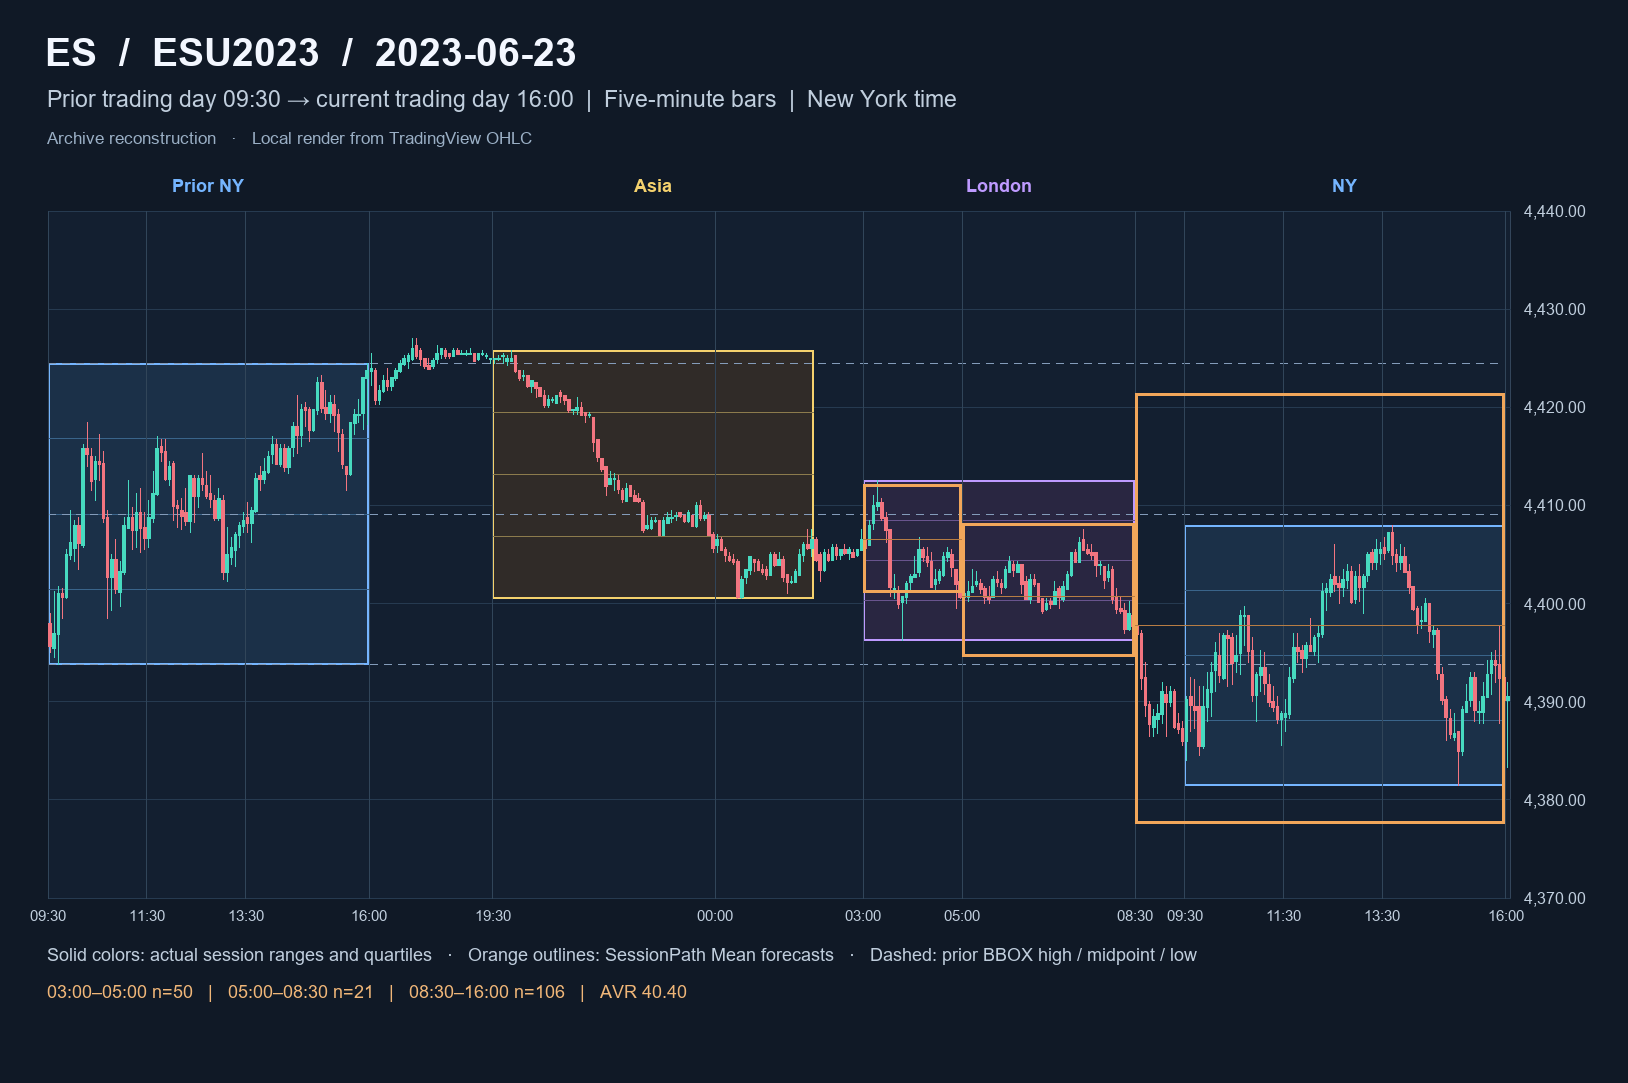 ES / ESU2023 / 2023-06-23
Prior trading day 09:30 → current trading day 16:00 | Five-minute bars | New York time
Archive reconstruction · Local render from TradingView OHLC
Prior NY Asia London NY
4,440.00
4,430.00
4,420.00
4,410.00
4,400.00
4,390.00
4,380.00
4,370.00
09:30 11:30 13:30 16:00 19:30 00:00 03:00 05:00 08:30 09:30 11:30 13:30 16:00
Solid colors: actual session ranges and quartiles · Orange outlines: SessionPath Mean forecasts · Dashed: prior BBOX high / midpoint / low
03:00–05:00 n=50 | 05:00–08:30 n=21 | 08:30–16:00 n=106 | AVR 40.40